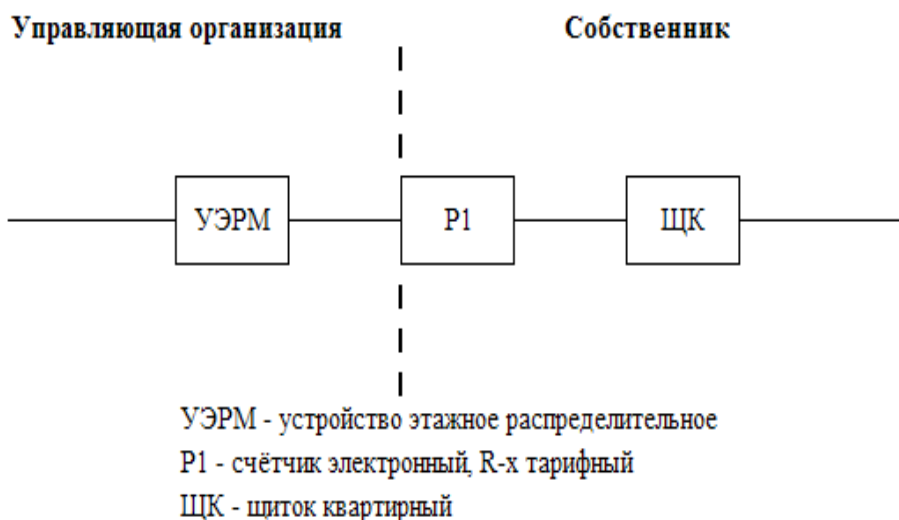 Управляющая организация Собственник
УЭРМ Р1 ЩК
УЭРМ - устройство этажное распределительное
Р1 - счётчик электронный, R-х тарифный
ЩК - щиток квартирный